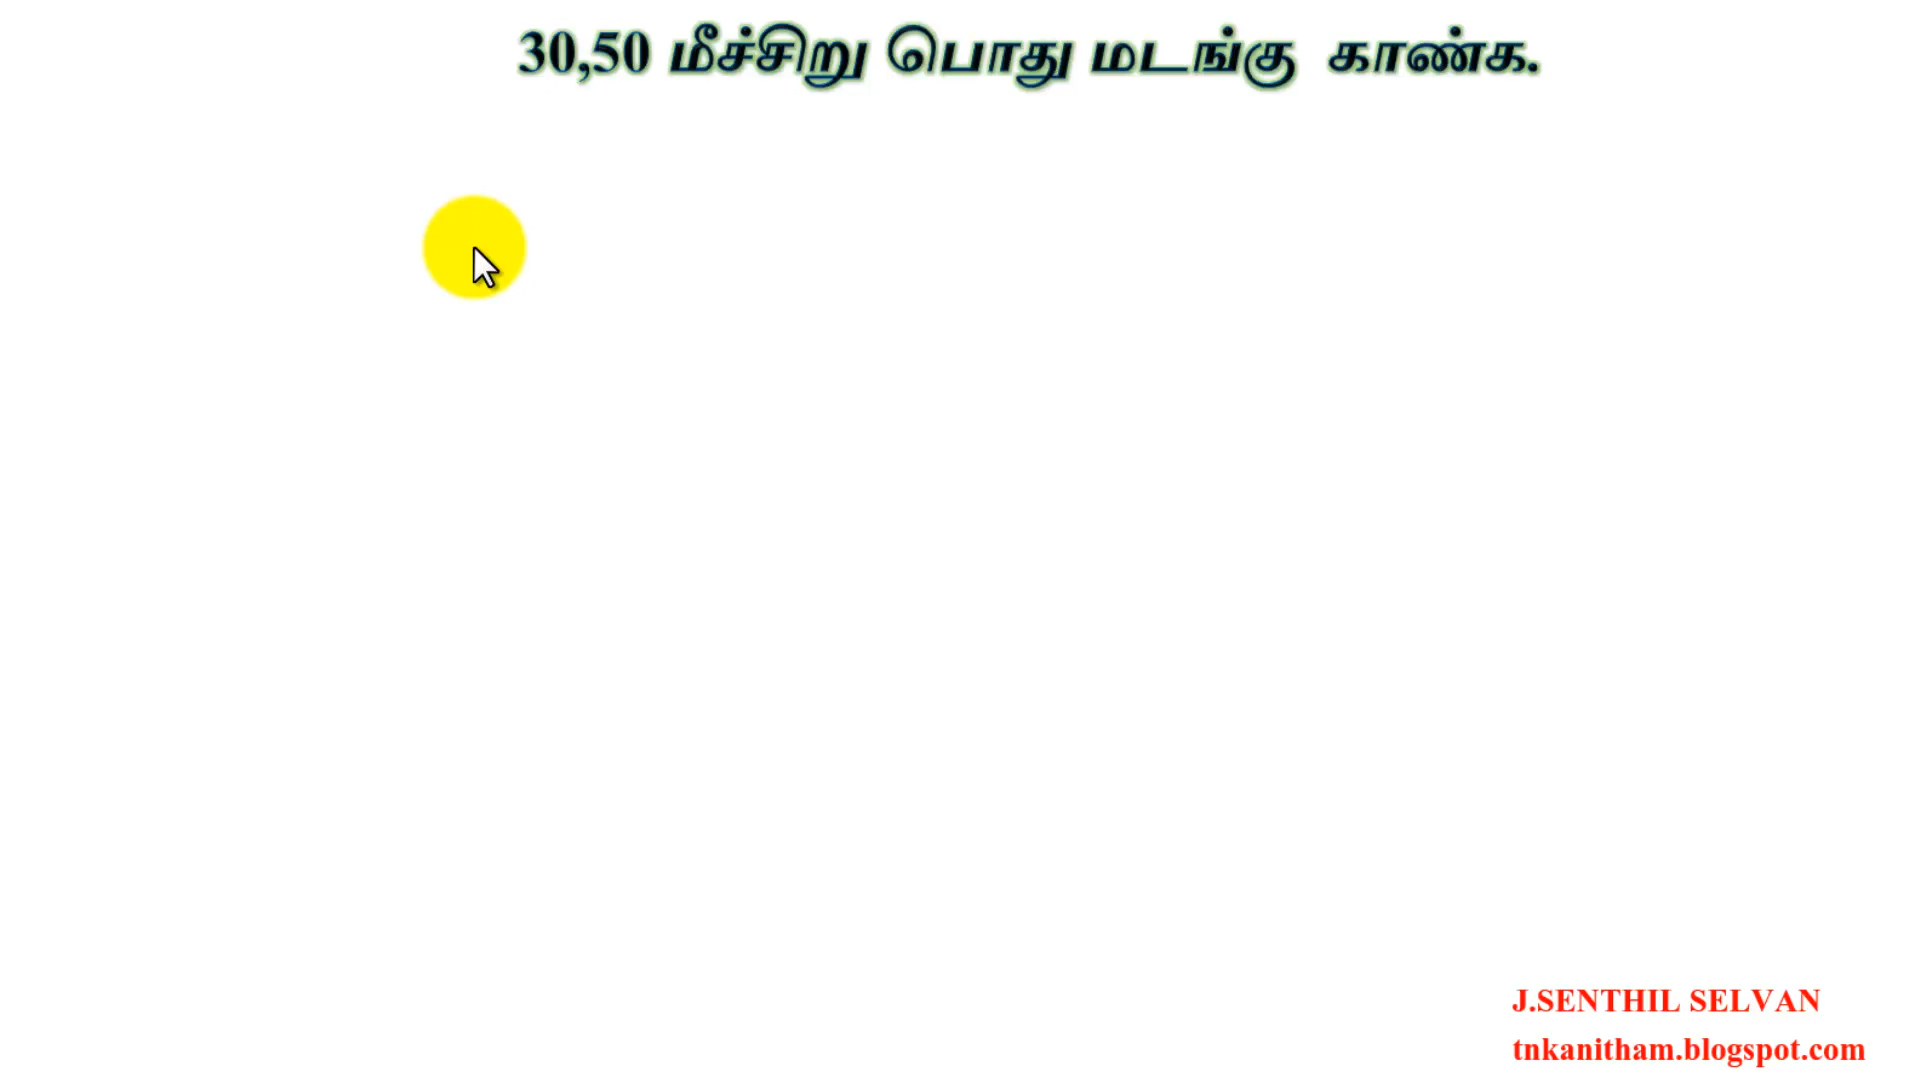 30,50 மீச்சிறு பொது மடங்கு காண்க.
J.SENTHIL SELVAN
tnkanitham.blogspot.com